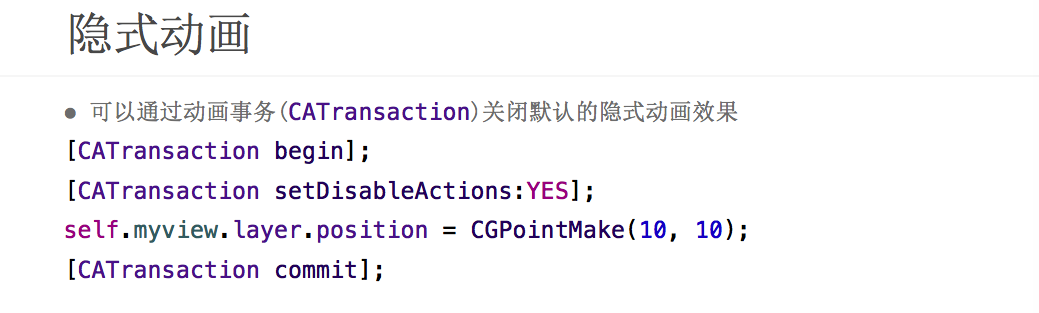 隐式动画
● 可以通过动画事务(CATransaction)关闭默认的隐式动画效果
[CATransaction begin];
[CATransaction setDisableActions:YES];
self.myview.layer.position = CGPointMake(10, 10);
[CATransaction commit];